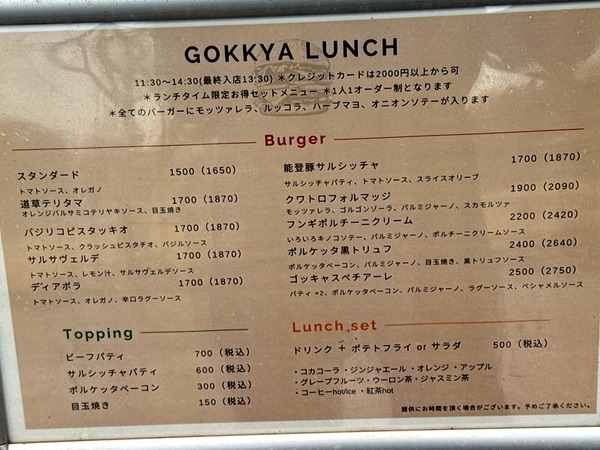 GOKKYA LUNCH
11:30〜14:30(最終入店13:30) ＊クレジットカードは2000円以上から可
＊ランチタイム限定お得セットメニュー ＊1人1オーダー制となります
＊全てのバーガーにモッツァレラ、ルッコラ、ハーブマヨ、オニオンソテーが入ります
Burger
スタンダード 1500（1650）
トマトソース、オレガノ
道草テリタマ 1700（1870）
オレンジバルサミコテリヤキソース、目玉焼き
バジリコピスタッキオ 1700（1870）
トマトソース、クラッシュピスタチオ、バジルソース
サルサヴェルデ 1700（1870）
トマトソース、レモン汁、サルサヴェルデソース
ディアボラ 1700（1870）
トマトソース、オレガノ、辛口ラグーソース
能登豚サルシッチャ 1700（1870）
サルシッチャパティ、トマトソース、スライスオリーブ
クワトロフォルマッジ 1900（2090）
モッツァレラ、ゴルゴンゾーラ、パルミジャーノ、スカモルツァ
フンギポルチーニクリーム 2200（2420）
いろいろキノコソテー、パルミジャーノ、ポルチーニクリームソース
ポルケッタ黒トリュフ 2400（2640）
ポルケッタベーコン、パルミジャーノ、目玉焼き、黒トリュフソース
ゴッキャスペチアーレ 2500（2750）
パティ×2、ポルケッタベーコン、パルミジャーノ、ラグーソース、ベシャメルソース
Topping
ビーフパティ 700（税込）
サルシッチャパティ 600（税込）
ポルケッタベーコン 300（税込）
目玉焼き 150（税込）
Lunch set
ドリンク ＋ ポテトフライ or サラダ 500（税込）
・コカコーラ・ジンジャエール・オレンジ・アップル
・グレープフルーツ・ウーロン茶・ジャスミン茶
・コーヒーhot/ice ・紅茶hot
提供にお時間を頂く場合がございます。予めご了承ください。